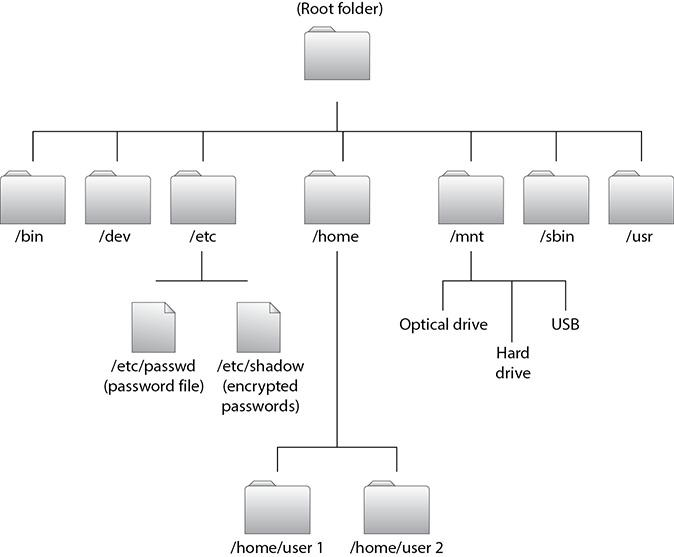 (Root folder)
/bin
/dev
/etc
/home
/mnt
/sbin
/usr
/etc/passwd
(password file)
/etc/shadow
(encrypted
passwords)
Optical drive
Hard
drive
USB
/home/user 1
/home/user 2